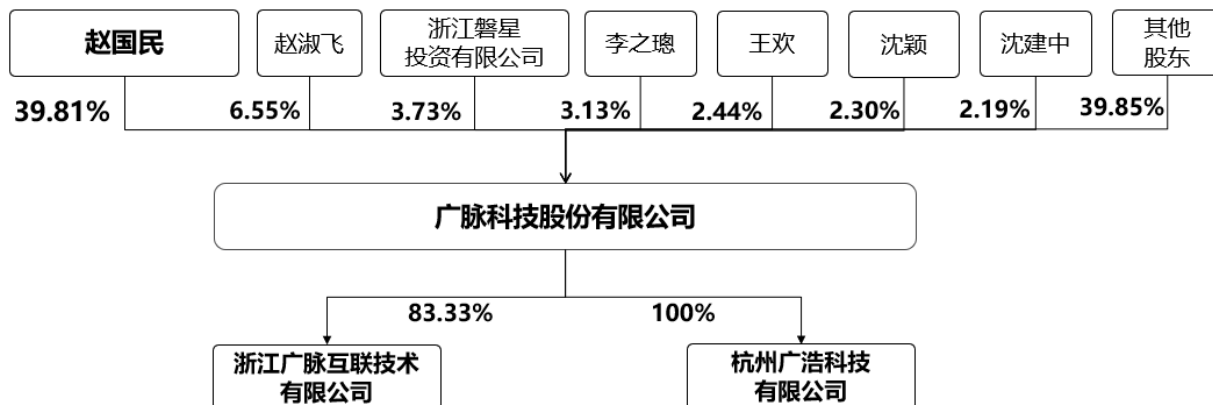 赵国民
赵淑飞
浙江磐星
投资有限公司
李之璁
王欢
沈颖
沈建中
其他
股东
39.81%
6.55%
3.73%
3.13%
2.44%
2.30%
2.19%
39.85%
广脉科技股份有限公司
83.33%
100%
浙江广脉互联技术
有限公司
杭州广浩科技
有限公司